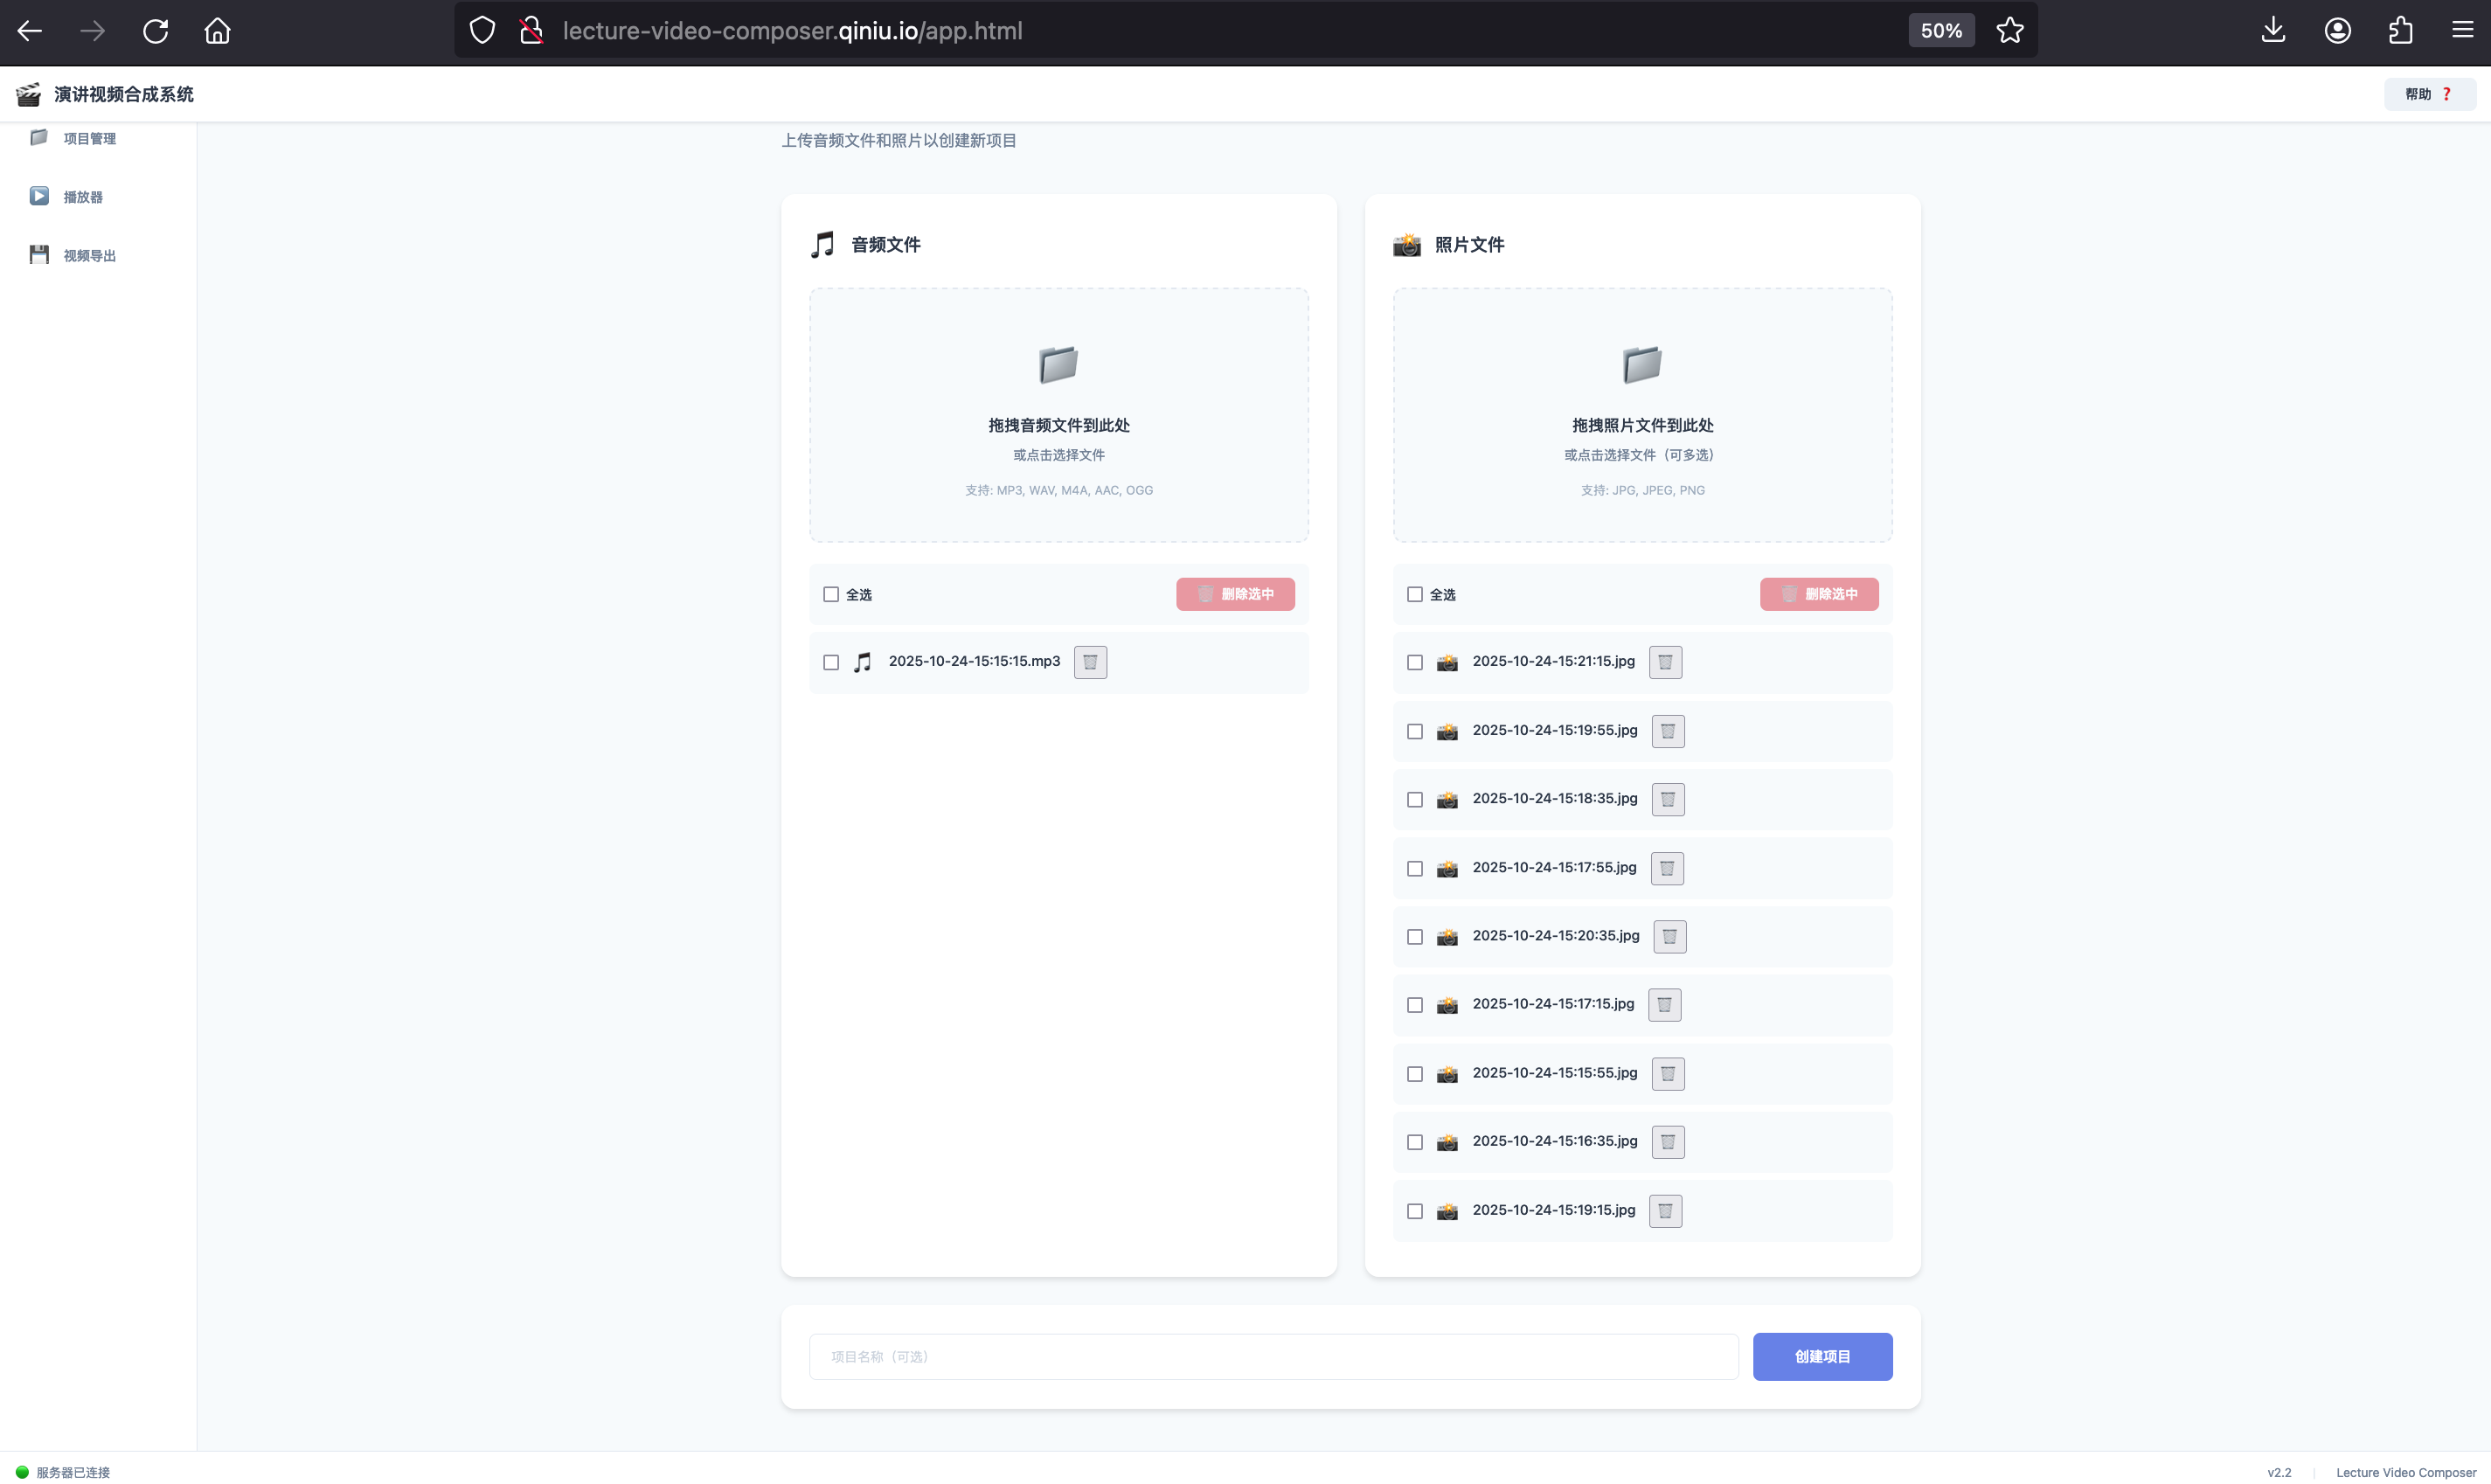 lecture-video-composer.qiniu.io/app.html
50%
演讲视频合成系统
帮助 ?
项目管理
播放器
视频导出
上传音频文件和照片以创建新项目
音频文件
拖拽音频文件到此处
或点击选择文件
支持: MP3, WAV, M4A, AAC, OGG
全选
删除选中
2025-10-24-15:15:15.mp3
照片文件
拖拽照片文件到此处
或点击选择文件（可多选）
支持: JPG, JPEG, PNG
全选
删除选中
2025-10-24-15:21:15.jpg
2025-10-24-15:19:55.jpg
2025-10-24-15:18:35.jpg
2025-10-24-15:17:55.jpg
2025-10-24-15:20:35.jpg
2025-10-24-15:17:15.jpg
2025-10-24-15:15:55.jpg
2025-10-24-15:16:35.jpg
2025-10-24-15:19:15.jpg
项目名称（可选）
创建项目
服务器已连接
v2.2
Lecture Video Composer